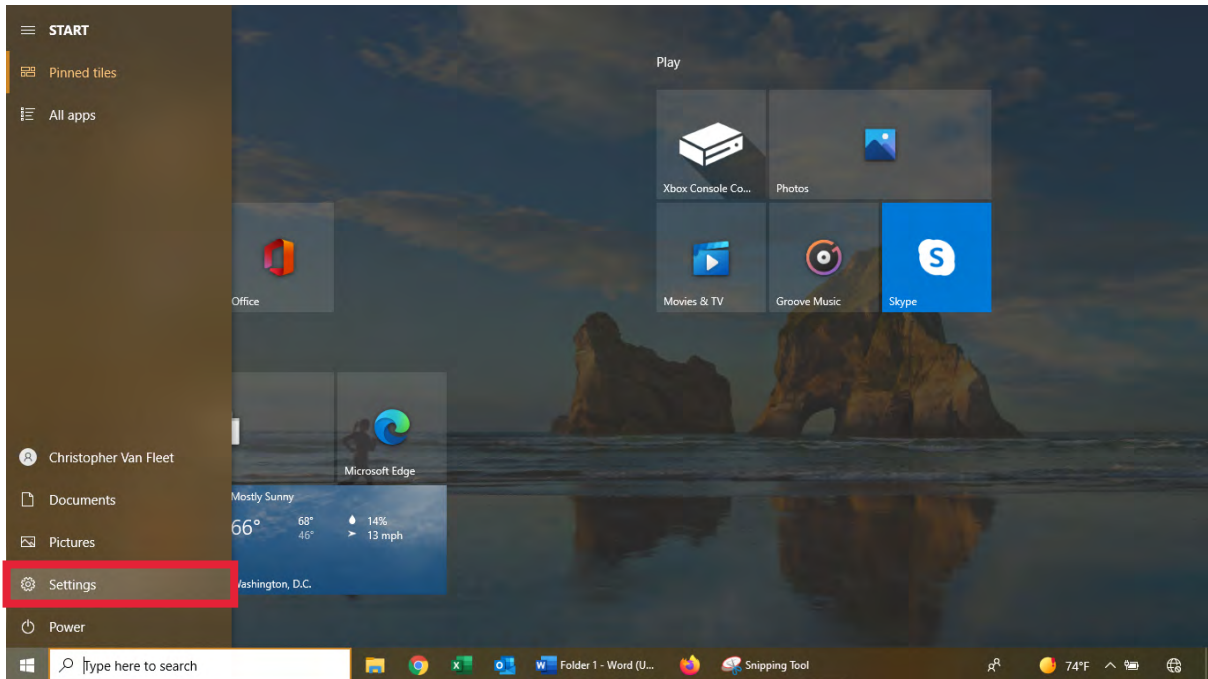 START
Pinned tiles
All apps
Play
Xbox Console Co...
Photos
Office
Movies & TV
Groove Music
S
Skype
Christopher Van Fleet
Microsoft Edge
Documents
Mostly Sunny
66° 68° 14%
46° 13 mph
Pictures
Settings
Washington, D.C.
Power
Type here to search
Folder 1 - Word (U...
Snipping Tool
74°F